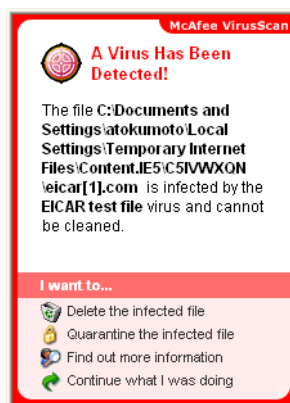 McAfee VirusScan
A Virus Has Been
Detected!
The file C:\Documents and
Settings\atokumoto\Local
Settings\Temporary Internet
Files\Content.IE5\C5IVWXQN
\eicar[1].com is infected by the
EICAR test file virus and cannot
be cleaned.
I want to...
Delete the infected file
Quarantine the infected file
Find out more information
Continue what I was doing